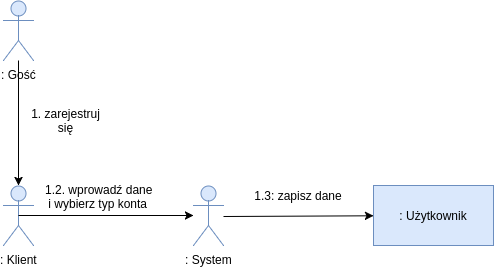 : Gość
1. zarejestruj
się
1.2. wprowadź dane
i wybierz typ konta
1.3: zapisz dane
: Użytkownik
: Klient
: System